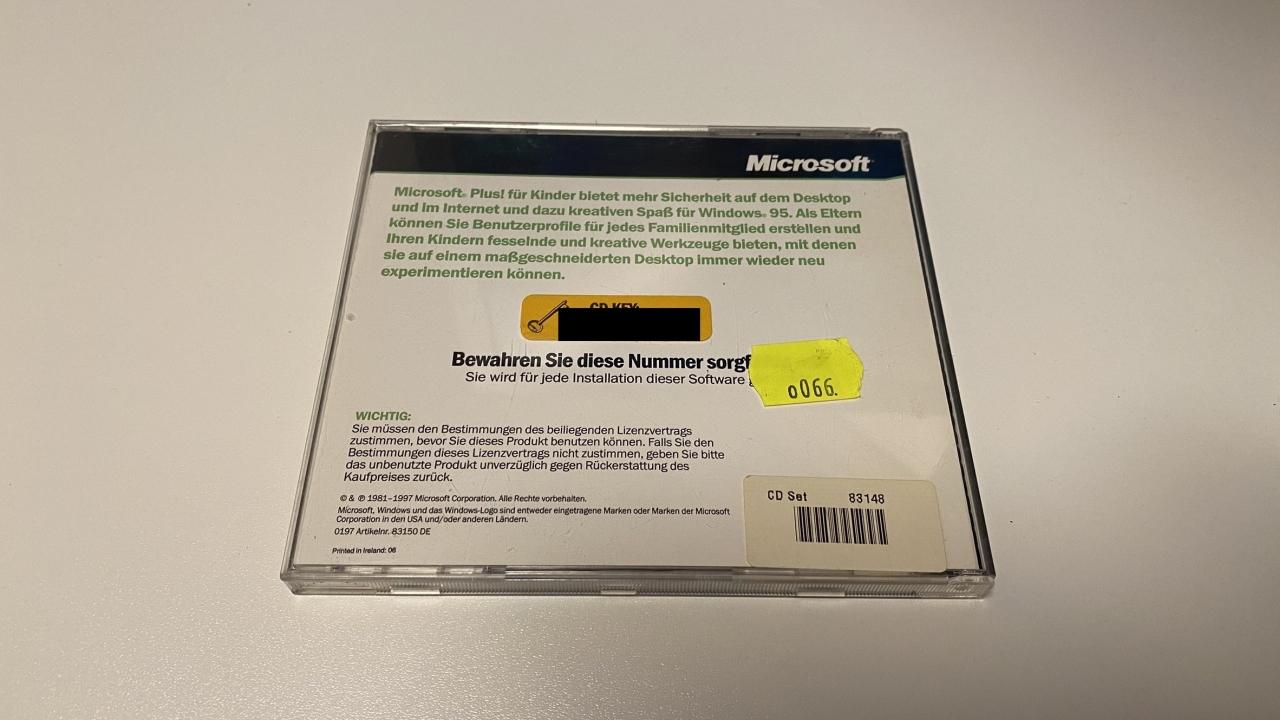 Microsoft
Microsoft® Plus! für Kinder bietet mehr Sicherheit auf dem Desktop
und im Internet und dazu kreativen Spaß für Windows® 95. Als Eltern
können Sie Benutzerprofile für jedes Familienmitglied erstellen und
Ihren Kindern fesselnde und kreative Werkzeuge bieten, mit denen
sie auf einem maßgeschneiderten Desktop immer wieder neu
experimentieren können.
CD KEY:
Bewahren Sie diese Nummer
Sie wird für jede Installation dieser Software
0066.
WICHTIG:
Sie müssen den Bestimmungen des beiliegenden Lizenzvertrags
zustimmen, bevor Sie dieses Produkt benutzen können. Falls Sie den
Bestimmungen dieses Lizenzvertrags nicht zustimmen, geben Sie bitte
das unbenutzte Produkt unverzüglich gegen Rückerstattung des
Kaufpreises zurück.
© & ℗ 1981–1997 Microsoft Corporation. Alle Rechte vorbehalten.
Microsoft, Windows und das Windows-Logo sind entweder eingetragene Marken oder Marken der Microsoft
Corporation in den USA und/oder anderen Ländern.
0197 Artikelnr. 83150 DE
Printed in Ireland: 06
CD Set 83148